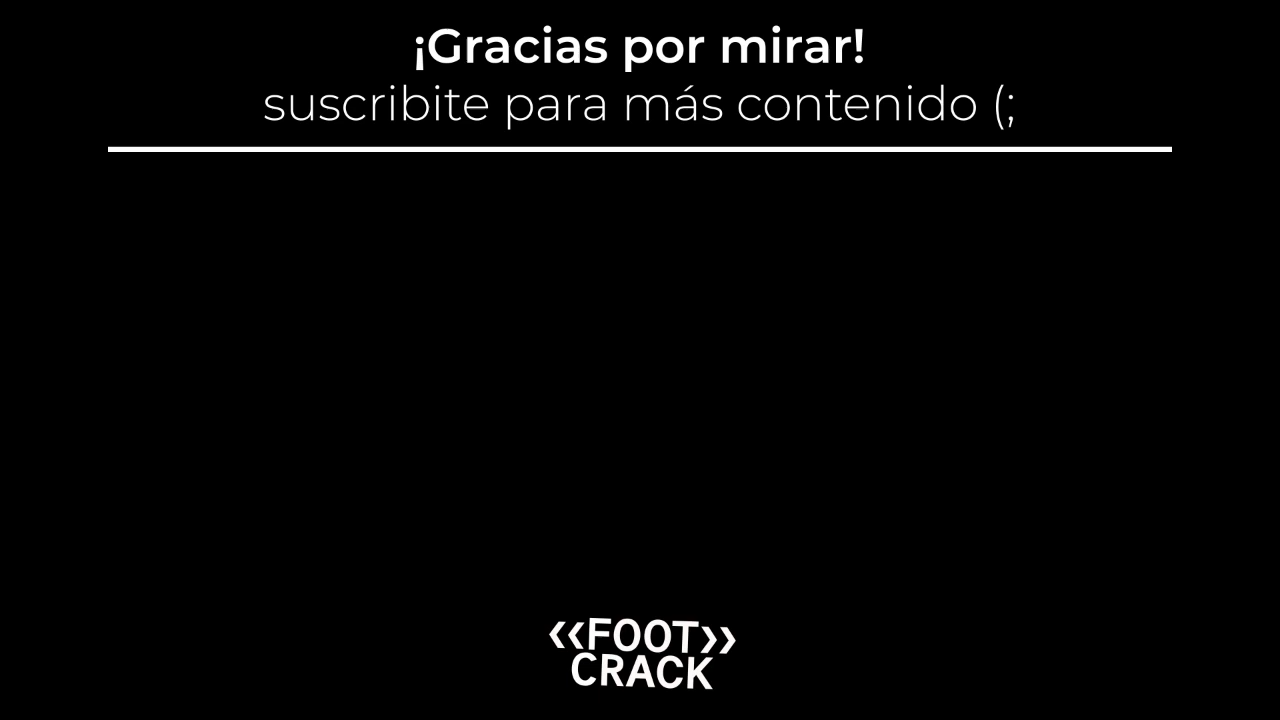 ¡Gracias por mirar!
suscribite para más contenido (;
‹‹FOOT››
CRACK